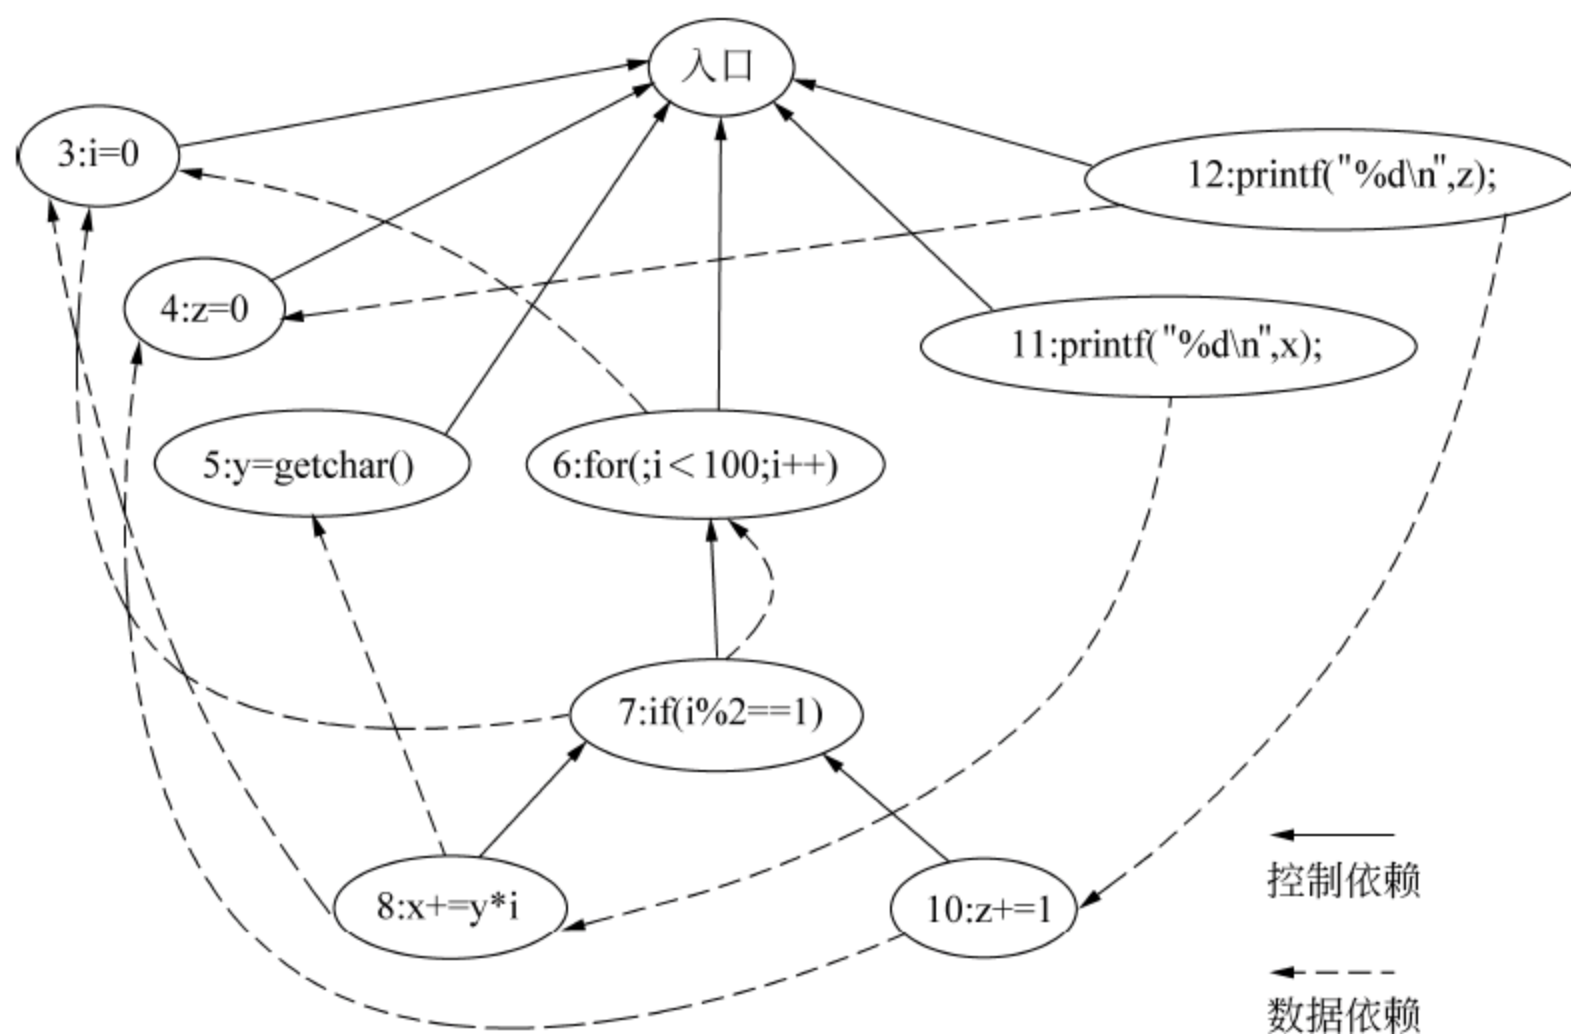 入口
3:i=0
12:printf("%d\n",z);
4:z=0
11:printf("%d\n",x);
5:y=getchar()
6:for(;i<100;i++)
7:if(i%2==1)
8:x+=y*i
10:z+=1
控制依赖
数据依赖